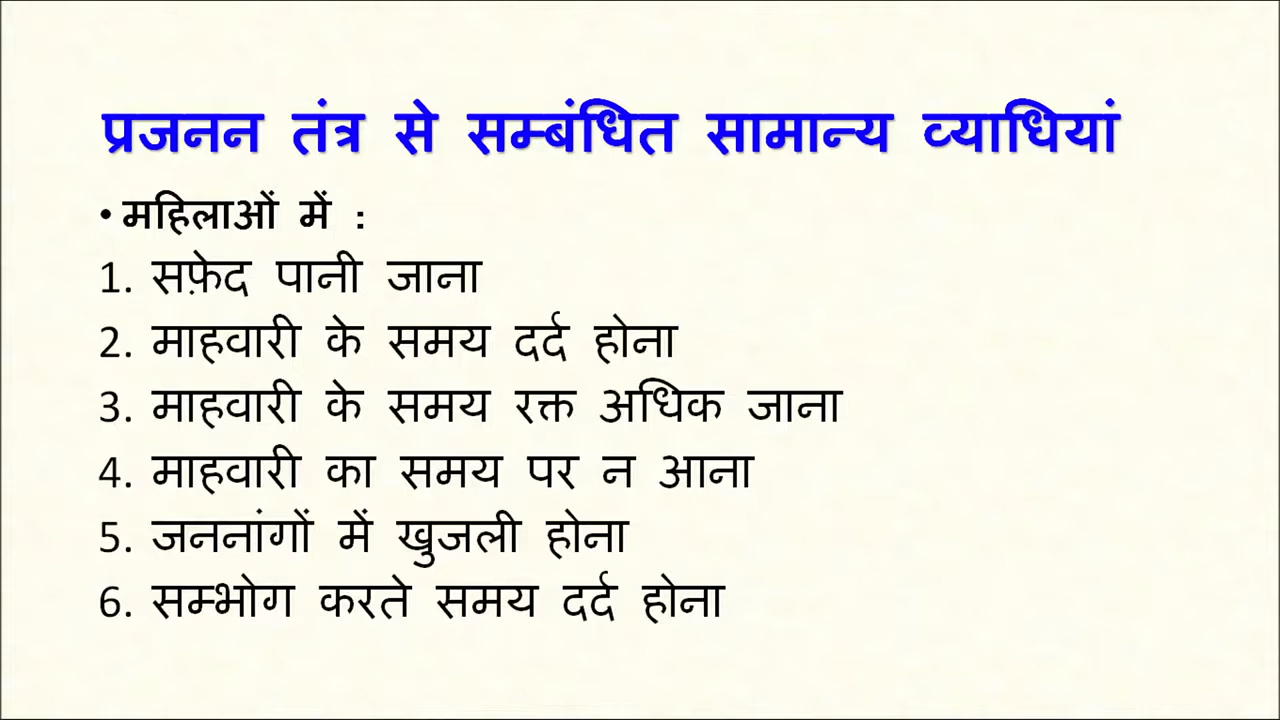 प्रजनन तंत्र से सम्बंधित सामान्य व्याधियां
• महिलाओं में :
1. सफ़ेद पानी जाना
2. माहवारी के समय दर्द होना
3. माहवारी के समय रक्त अधिक जाना
4. माहवारी का समय पर न आना
5. जननांगों में खुजली होना
6. सम्भोग करते समय दर्द होना